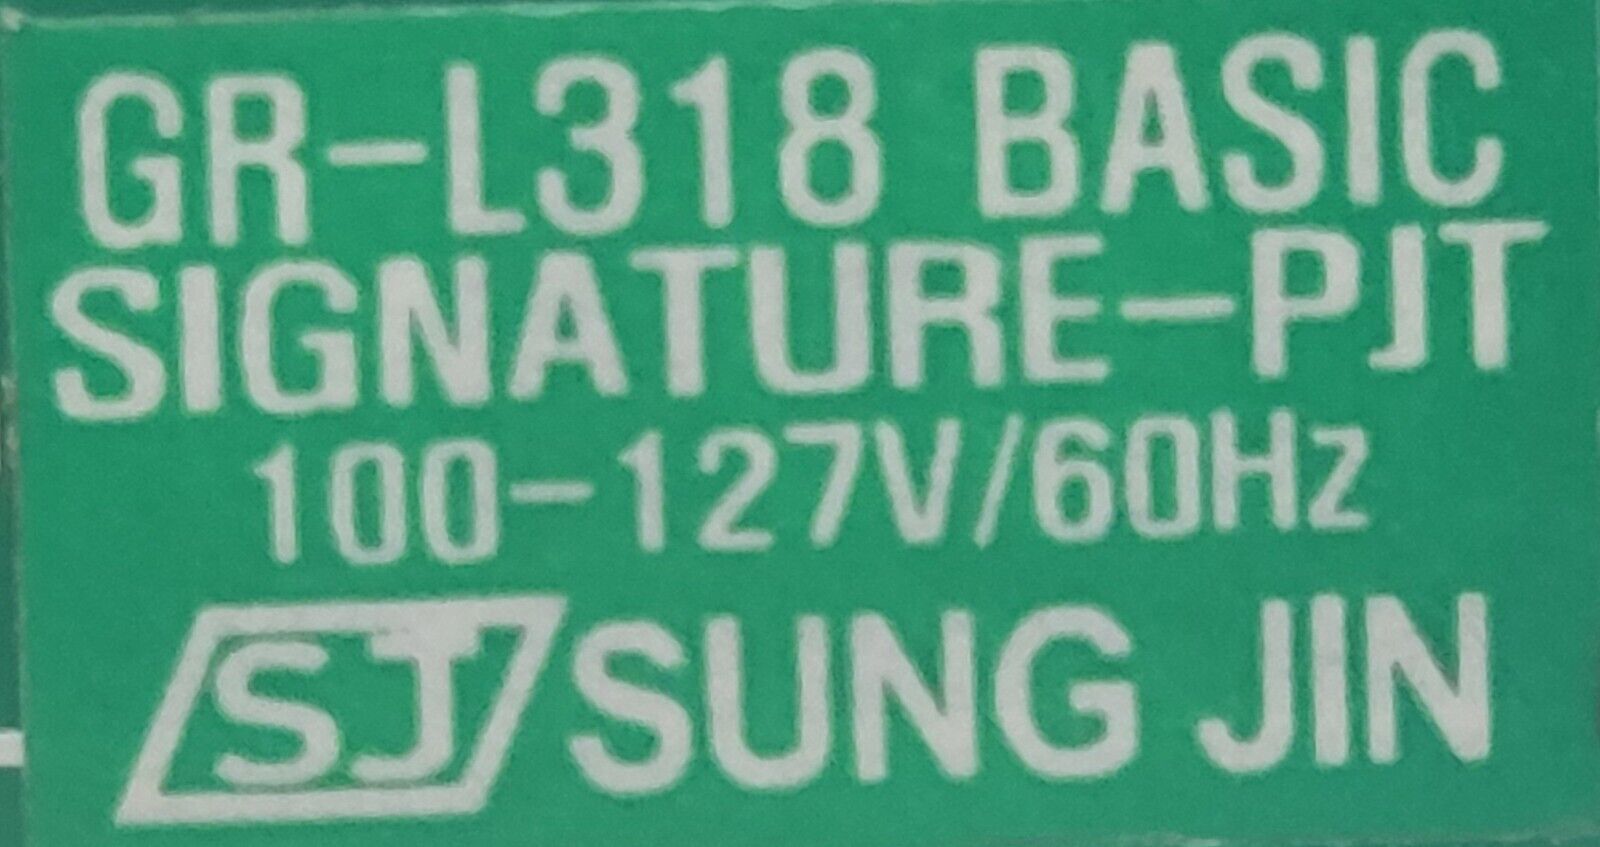 GR-L318 BASIC
SIGNATURE-PJT
100-127V/60Hz
SJ SUNG JIN